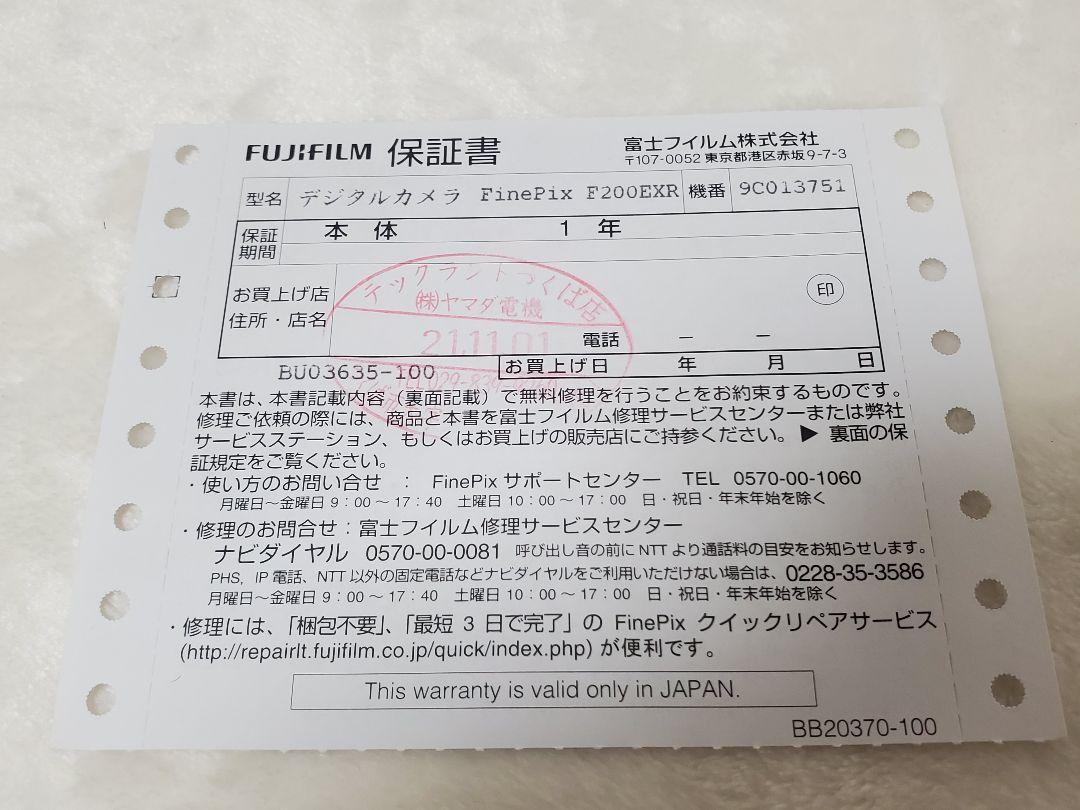 FUJIFILM 保証書
富士フイルム株式会社
〒107-0052 東京都港区赤坂9-7-3
型名 デジタルカメラ FinePix F200EXR 機番 9C013751
保証期間 本体 1 年
お買上げ店
住所・店名
印
テックランドつくば店
(株)ヤマダ電機
21.11.01
電話 ― ―
BU03635-100
お買上げ日 年 月 日
本書は、本書記載内容（裏面記載）で無料修理を行うことをお約束するものです。
修理ご依頼の際には、商品と本書を富士フイルム修理サービスセンターまたは弊社
サービスステーション、もしくはお買上げの販売店にご持参ください。▶ 裏面の保
証規定をご覧ください。
・使い方のお問い合せ ： FinePix サポートセンター TEL 0570-00-1060
月曜日～金曜日 9：00 ～ 17：40 土曜日 10：00 ～ 17：00 日・祝日・年末年始を除く
・修理のお問合せ：富士フイルム修理サービスセンター
ナビダイヤル 0570-00-0081 呼び出し音の前に NTT より通話料の目安をお知らせします。
PHS, IP 電話、NTT 以外の固定電話などナビダイヤルをご利用いただけない場合は、0228-35-3586
月曜日～金曜日 9：00 ～ 17：40 土曜日 10：00 ～ 17：00 日・祝日・年末年始を除く
・修理には、「梱包不要」、「最短 3 日で完了」の FinePix クイックリペアサービス
(http://repairlt.fujifilm.co.jp/quick/index.php) が便利です。
This warranty is valid only in JAPAN.
BB20370-100